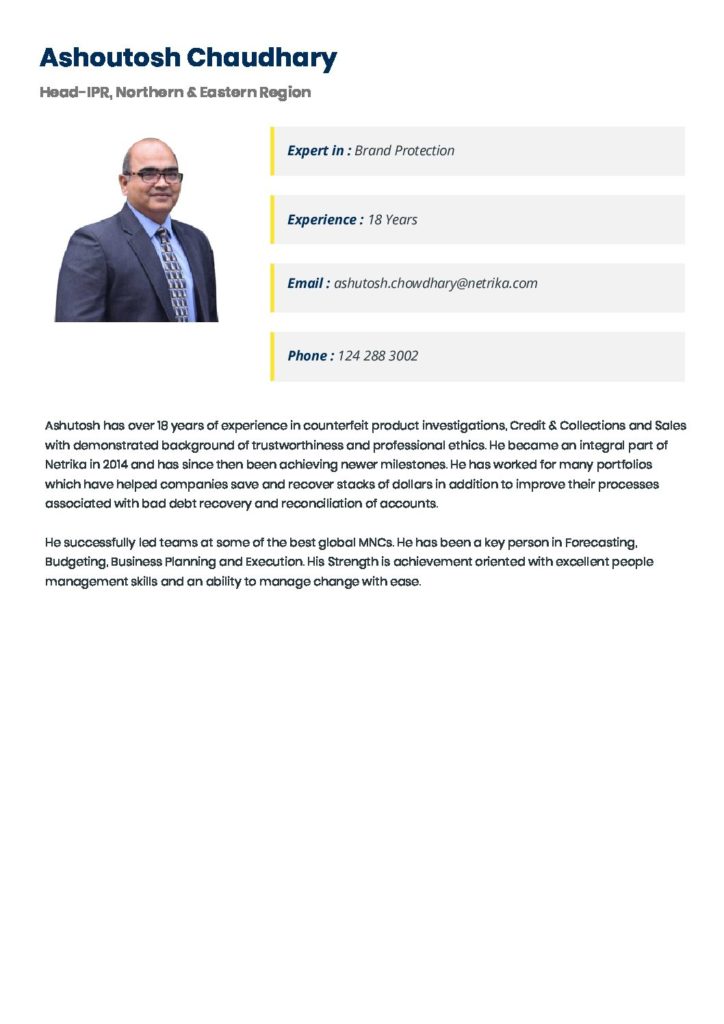 Ashoutosh Chaudhary
Head-IPR, Northern & Eastern Region
Expert in : Brand Protection
Experience : 18 Years
Email : ashutosh.chowdhary@netrika.com
Phone : 124 288 3002
Ashutosh has over 18 years of experience in counterfeit product investigations, Credit & Collections and Sales
with demonstrated background of trustworthiness and professional ethics. He became an integral part of
Netrika in 2014 and has since then been achieving newer milestones. He has worked for many portfolios
which have helped companies save and recover stacks of dollars in addition to improve their processes
associated with bad debt recovery and reconciliation of accounts.
He successfully led teams at some of the best global MNCs. He has been a key person in Forecasting,
Budgeting, Business Planning and Execution. His Strength is achievement oriented with excellent people
management skills and an ability to manage change with ease.